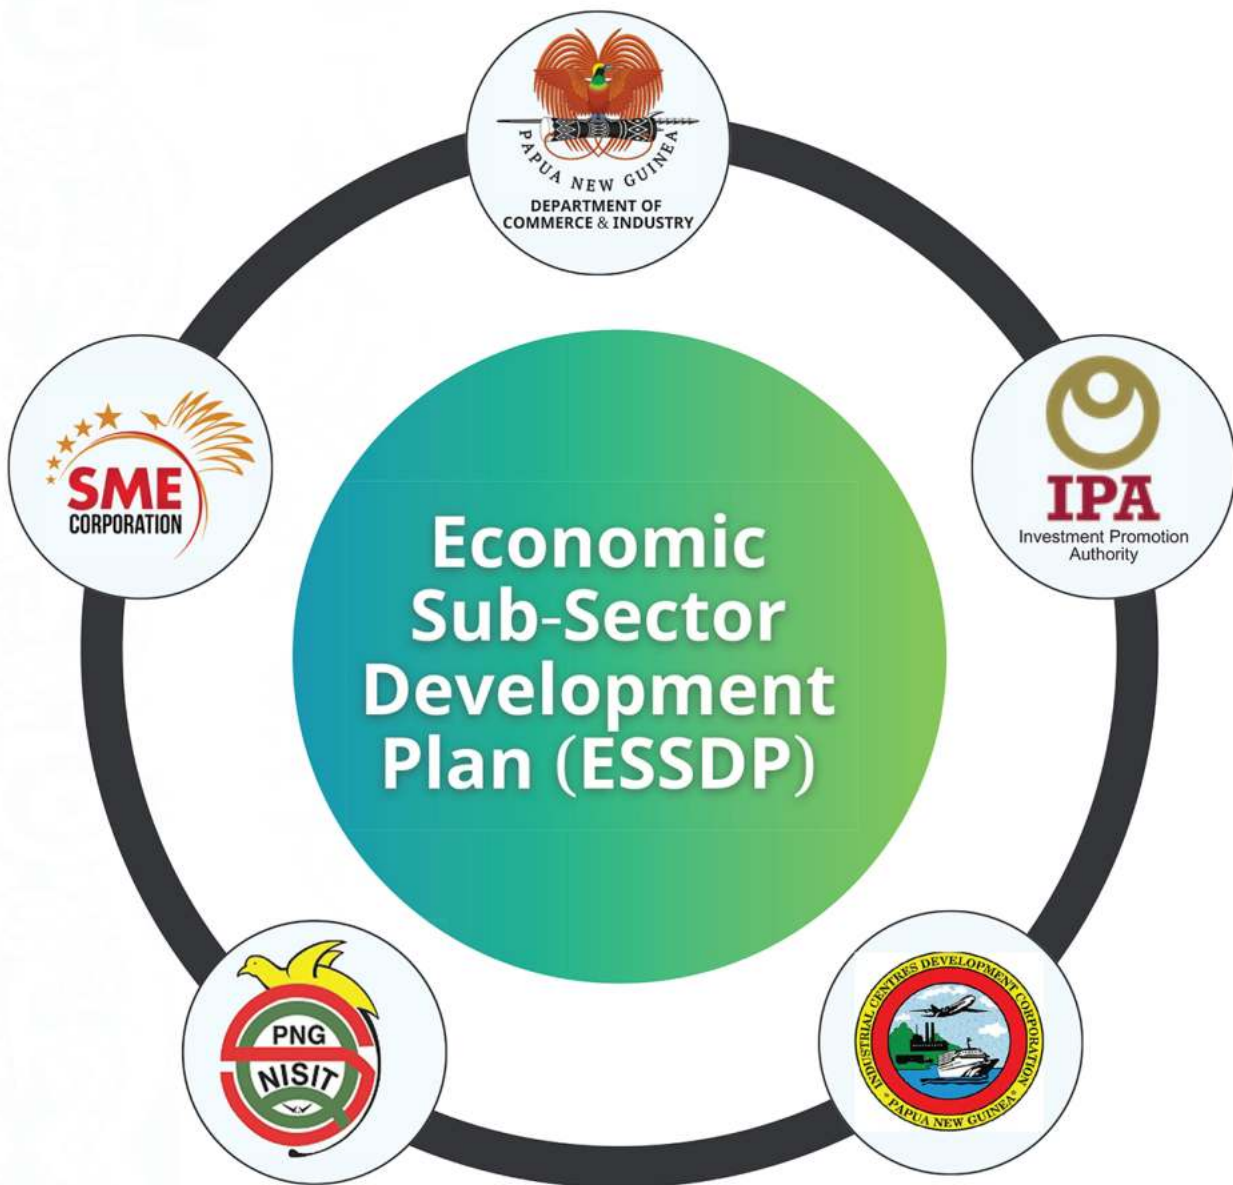 PAPUA NEW GUINEA
DEPARTMENT OF
COMMERCE & INDUSTRY
SME
CORPORATION
IPA
Investment Promotion
Authority
Economic
Sub-Sector
Development
Plan (ESSDP)
PNG
NISIT
INDUSTRIAL CENTRES DEVELOPMENT CORPORATION
* PAPUA NEW GUINEA *